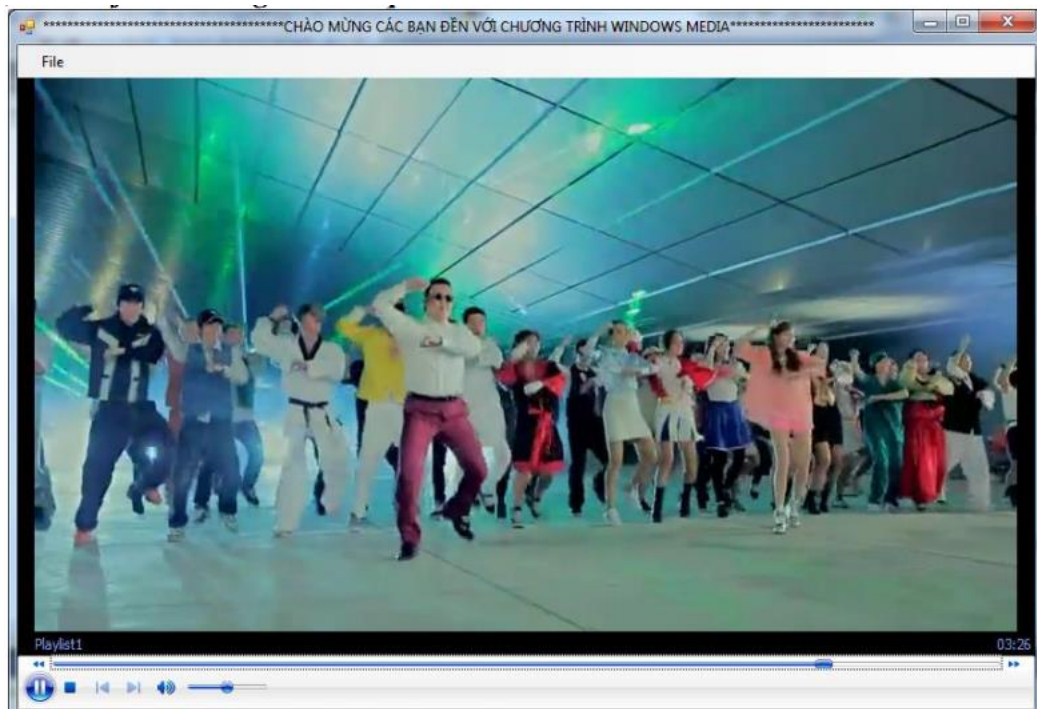 ****************************************CHÀO MỪNG CÁC BẠN ĐẾN VỚI CHƯƠNG TRÌNH WINDOWS MEDIA************************
File
Playlist1
03:26